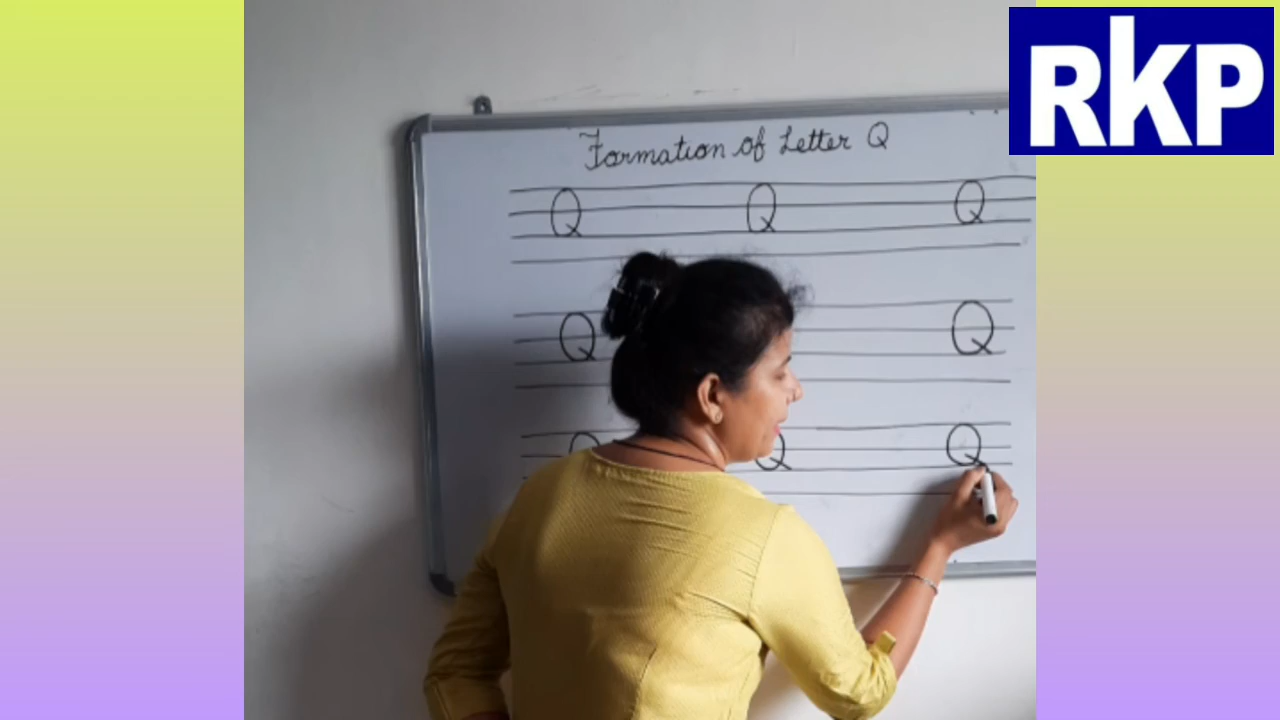 RKP
Formation of Letter Q
Q Q Q
Q Q
Q Q Q